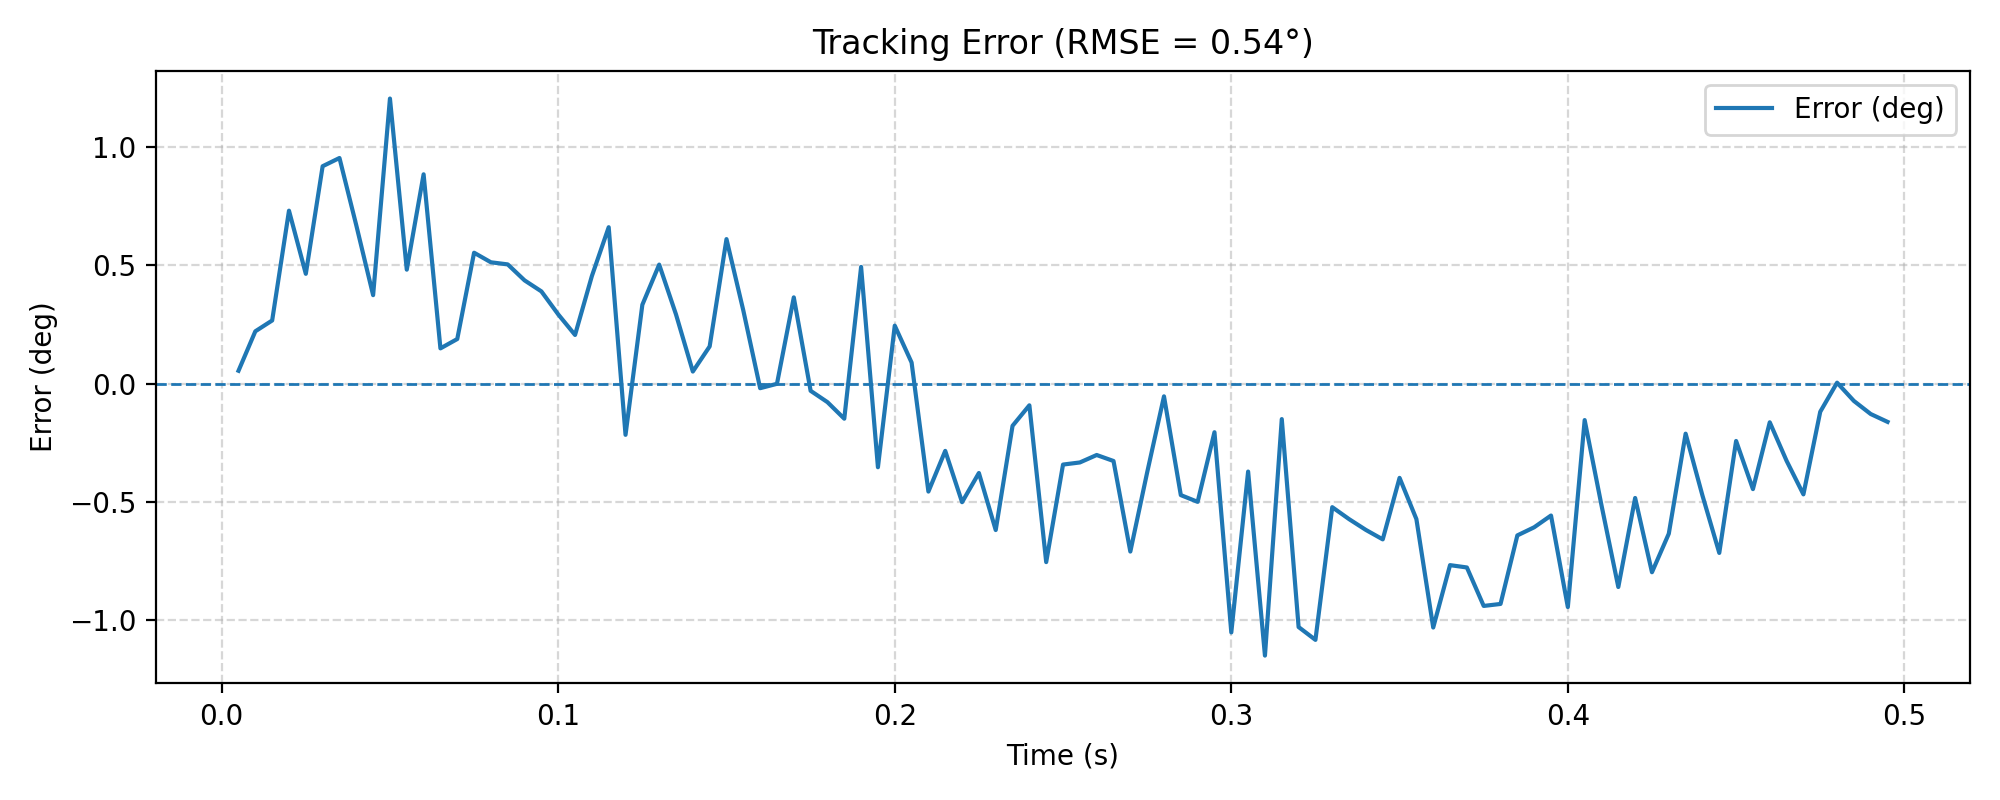 Tracking Error (RMSE = 0.54°)
Error (deg)
1.0
0.5
0.0
−0.5
−1.0
Error (deg)
0.0 0.1 0.2 0.3 0.4 0.5
Time (s)